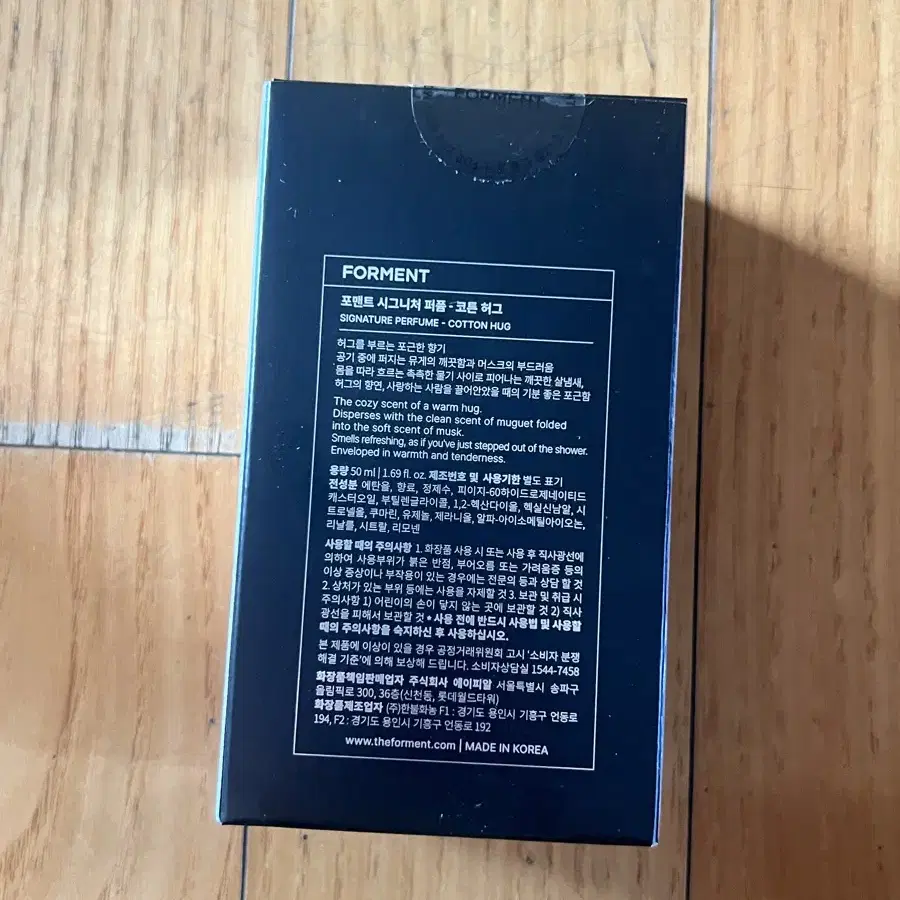 FORMENT
FORMENT
포맨트 시그니처 퍼퓸 - 코튼 허그
SIGNATURE PERFUME - COTTON HUG
허그를 부르는 포근한 향기
공기 중에 퍼지는 뮤게의 깨끗함과 머스크의 부드러움
몸을 따라 흐르는 촉촉한 물기 사이로 피어나는 깨끗한 살냄새,
허그의 향연, 사랑하는 사람을 끌어안았을 때의 기분 좋은 포근함
The cozy scent of a warm hug.
Disperses with the clean scent of muguet folded
into the soft scent of musk.
Smells refreshing, as if you've just stepped out of the shower.
Enveloped in warmth and tenderness.
용량 50 ml | 1.69 fl. oz. 제조번호 및 사용기한 별도 표기
전성분 에탄올, 향료, 정제수, 피이지-60하이드로제네이티드
캐스터오일, 부틸렌글라이콜, 1,2-헥산다이올, 헥실신남알, 시
트로넬올, 쿠마린, 유제놀, 제라니올, 알파-아이소메틸아이오논,
리날룰, 시트랄, 리모넨
사용할 때의 주의사항 1. 화장품 사용 시 또는 사용 후 직사광선에
의하여 사용부위가 붉은 반점, 부어오름 또는 가려움증 등의
이상 증상이나 부작용이 있는 경우에는 전문의 등과 상담 할 것
2. 상처가 있는 부위 등에는 사용을 자제할 것 3. 보관 및 취급 시
주의사항 1) 어린이의 손이 닿지 않는 곳에 보관할 것 2) 직사
광선을 피해서 보관할 것 • 사용 전에 반드시 사용법 및 사용할
때의 주의사항을 숙지하신 후 사용하십시오.
본 제품에 이상이 있을 경우 공정거래위원회 고시 '소비자 분쟁
해결 기준'에 의해 보상해 드립니다. 소비자상담실 1544-7458
화장품책임판매업자 주식회사 에이피알 서울특별시 송파구
올림픽로 300, 36층(신천동, 롯데월드타워)
화장품제조업자 (주)한불화농 F1 : 경기도 용인시 기흥구 언동로
194, F2 : 경기도 용인시 기흥구 언동로 192
www.theforment.com | MADE IN KOREA